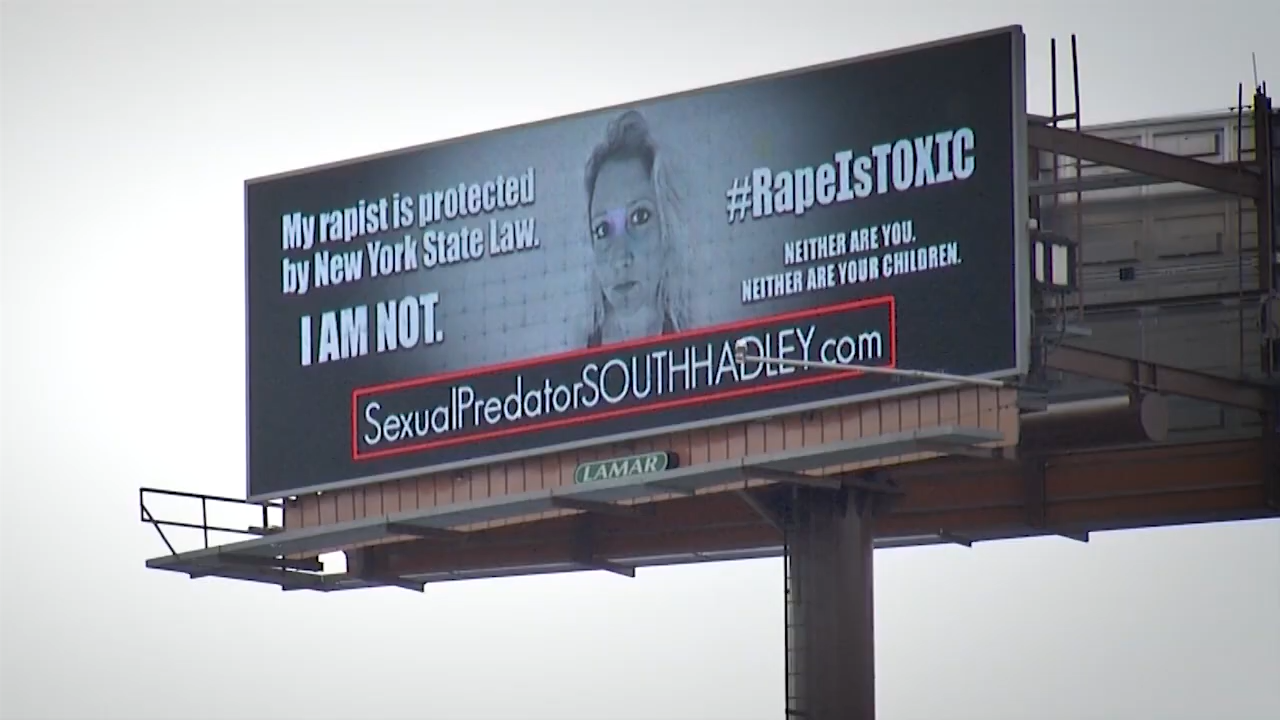 My rapist is protected
by New York State Law.
I AM NOT.
#RapeIsTOXIC
NEITHER ARE YOU.
NEITHER ARE YOUR CHILDREN.
SexualPredatorSOUTHHADLEY.com
LAMAR